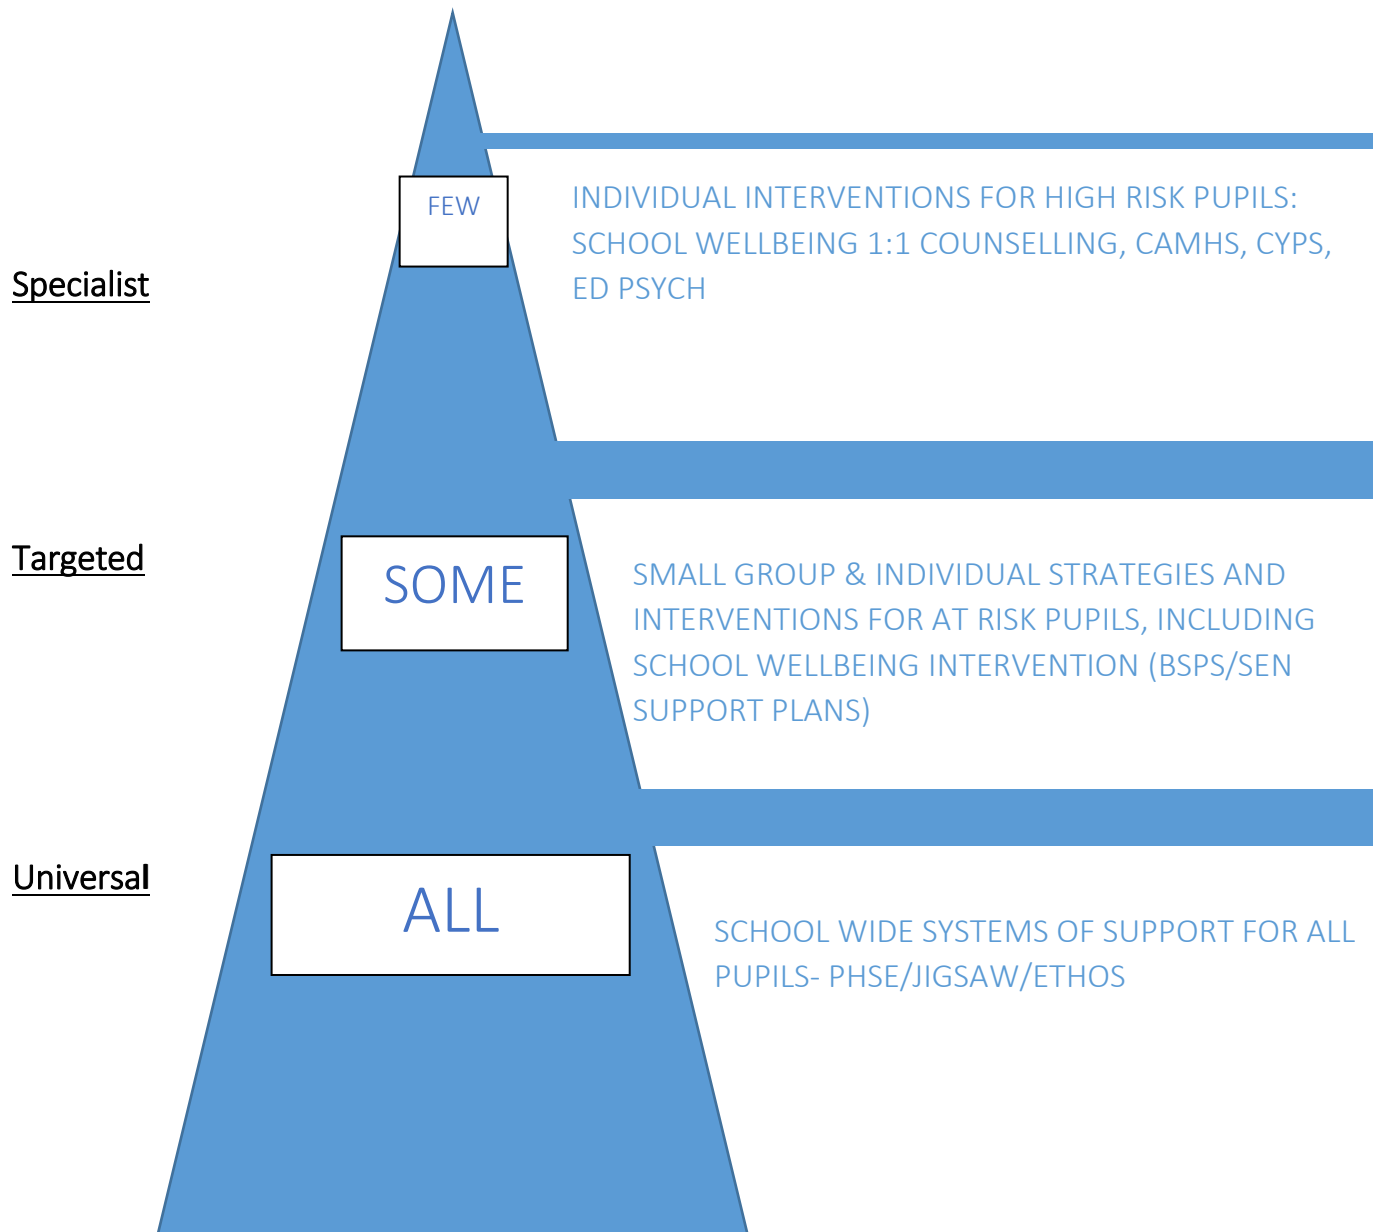 FEW
INDIVIDUAL INTERVENTIONS FOR HIGH RISK PUPILS:
SCHOOL WELLBEING 1:1 COUNSELLING, CAMHS, CYPS,
ED PSYCH
Specialist
Targeted
SOME
SMALL GROUP & INDIVIDUAL STRATEGIES AND
INTERVENTIONS FOR AT RISK PUPILS, INCLUDING
SCHOOL WELLBEING INTERVENTION (BSPS/SEN
SUPPORT PLANS)
Universal
ALL
SCHOOL WIDE SYSTEMS OF SUPPORT FOR ALL
PUPILS- PHSE/JIGSAW/ETHOS